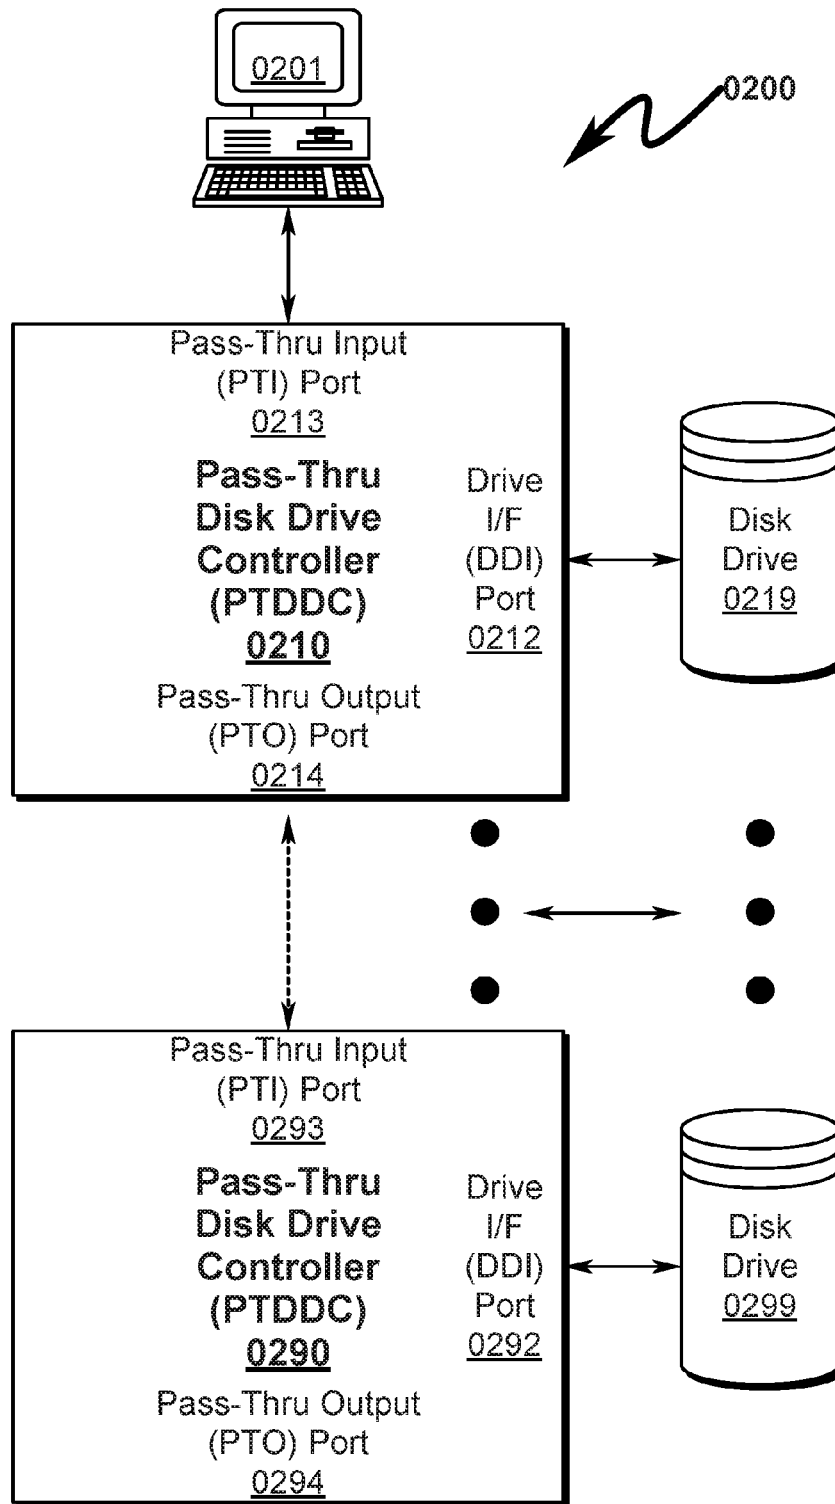 0201
0200
Pass-Thru Input
(PTI) Port
0213
Pass-Thru
Disk Drive
Controller
(PTDDC)
0210
Drive
I/F
(DDI)
Port
0212
Disk
Drive
0219
Pass-Thru Output
(PTO) Port
0214
Pass-Thru Input
(PTI) Port
0293
Pass-Thru
Disk Drive
Controller
(PTDDC)
0290
Drive
I/F
(DDI)
Port
0292
Disk
Drive
0299
Pass-Thru Output
(PTO) Port
0294